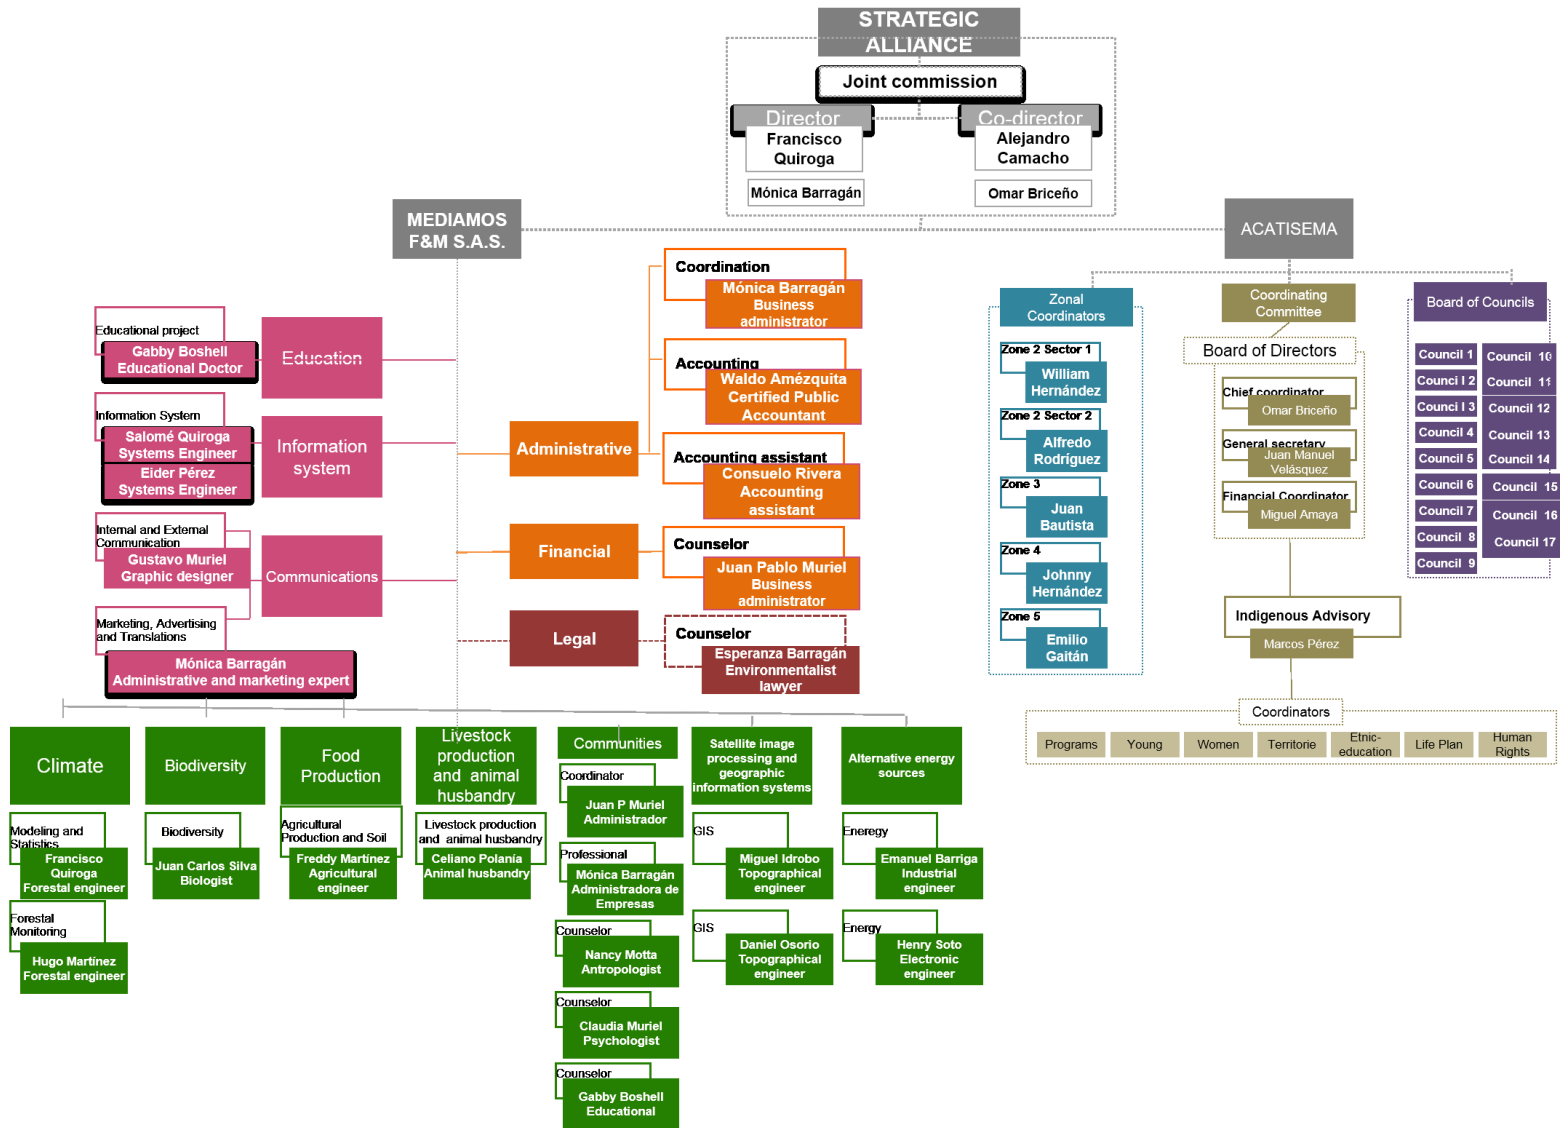 STRATEGIC
ALLIANCE
Joint commission
Director
Francisco
Quiroga
Mónica Barragán
Co-director
Alejandro
Camacho
Omar Briceño
MEDIAMOS
F&M S.A.S.
ACATISEMA
Educational project
Gabby Boshell
Educational Doctor
Education
Information System
Salomé Quiroga
Systems Engineer
Eider Pérez
Systems Engineer
Information
system
Internal and External
Communication
Gustavo Muriel
Graphic designer
Communications
Marketing, Advertising
and Translations
Mónica Barragán
Administrative and marketing expert
Administrative
Coordination
Mónica Barragán
Business
administrator
Accounting
Waldo Amézquita
Certified Public
Accountant
Accounting assistant
Consuelo Rivera
Accounting
assistant
Financial
Counselor
Juan Pablo Muriel
Business
administrator
Legal
Counselor
Esperanza Barragán
Environmentalist
lawyer
Zonal
Coordinators
Zone 2 Sector 1
William
Hernández
Zone 2 Sector 2
Alfredo
Rodríguez
Zone 3
Juan
Bautista
Zone 4
Johnny
Hernández
Zone 5
Emilio
Gaitán
Coordinating
Committee
Board of Directors
Chief coordinator
Omar Briceño
General secretary
Juan Manuel
Velásquez
Financial Coordinator
Miguel Amaya
Indigenous Advisory
Marcos Pérez
Coordinators
Programs
Young
Women
Territorie
Etnic-
education
Life Plan
Human
Rights
Board of Councils
Council 1
Counci l 2
Counci l 3
Council 4
Council 5
Council 6
Council 7
Council 8
Council 9
Council 10
Council 11
Council 12
Council 13
Council 14
Council 15
Council 16
Council 17
Climate
Modeling and
Statistics
Francisco
Quiroga
Forestal engineer
Forestal
Monitoring
Hugo Martínez
Forestal engineer
Biodiversity
Biodiversity
Juan Carlos Silva
Biologist
Food
Production
Agricultural
Production and Soil
Freddy Martínez
Agricultural
engineer
Livestock
production
and animal
husbandry
Livestock production
and animal husbandry
Celiano Polanía
Animal husbandry
Communities
Coordinator
Juan P Muriel
Administrador
Professional
Mónica Barragán
Administradora de
Empresas
Counselor
Nancy Motta
Antropologist
Counselor
Claudia Muriel
Psychologist
Counselor
Gabby Boshell
Educational
Satellite image
processing and
geographic
information systems
GIS
Miguel Idrobo
Topographical
engineer
GIS
Daniel Osorio
Topographical
engineer
Alternative energy
sources
Eneregy
Emanuel Barriga
Industrial
engineer
Energy
Henry Soto
Electronic
engineer